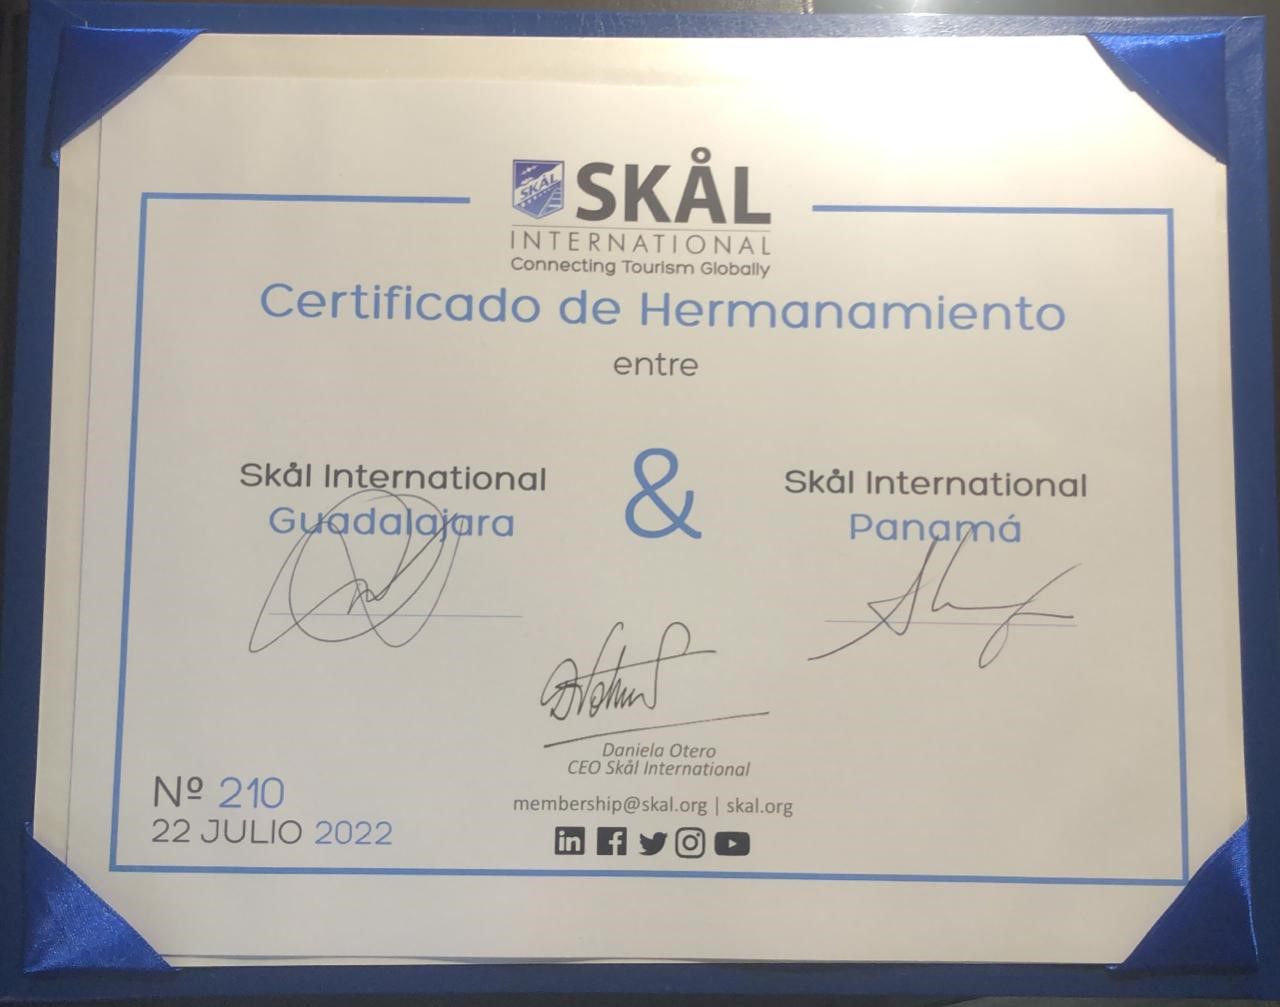 SKÅL
SKÅL
INTERNATIONAL
Connecting Tourism Globally
Certificado de Hermanamiento
entre
Skål International
Guadalajara
&
Skål International
Panamá
Daniela Otero
CEO Skål International
Nº 210
22 JULIO 2022
membership@skal.org | skal.org